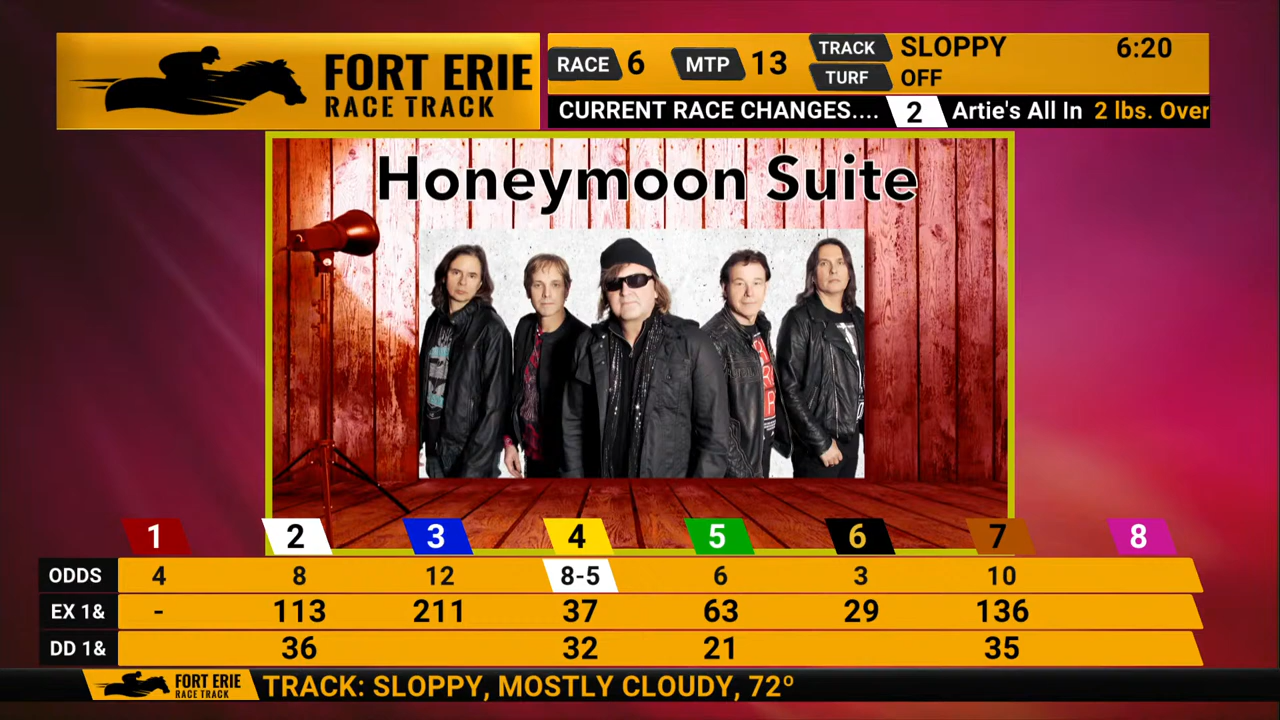 FORT ERIE
RACE TRACK
RACE 6 MTP 13 TRACK SLOPPY 6:20
TURF OFF
CURRENT RACE CHANGES.... 2 Artie's All In 2 lbs. Over
Honeymoon Suite
1 2 3 4 5 6 7 8
ODDS 4 8 12 8-5 6 3 10
EX 1& - 113 211 37 63 29 136
DD 1& 36 32 21 35
FORT ERIE
RACE TRACK
TRACK: SLOPPY, MOSTLY CLOUDY, 72º